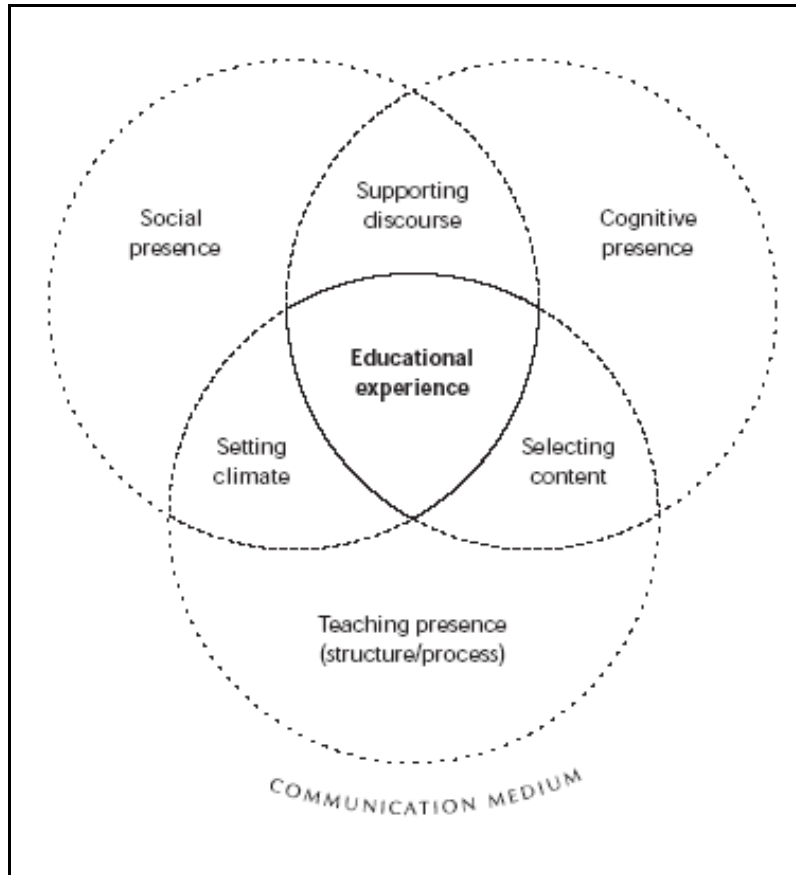 Supporting
discourse
Social
presence
Cognitive
presence
Educational
experience
Setting
climate
Selecting
content
Teaching presence
(structure/process)
COMMUNICATION MEDIUM